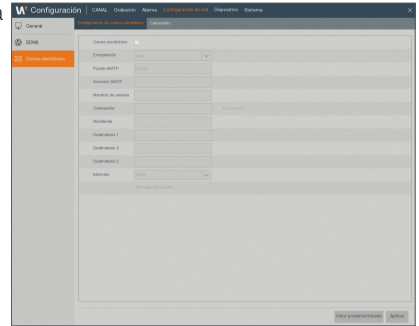 Configuración | CANAL Grabación Alarma Configuración de red Dispositivo Sistema X
General
DDNS
Correo electrónico
Configuración de correo electrónico Calendario
Correo electrónico
Encriptación Auto
Puerto SMTP
Servidor SMTP
Nombre de usuario
Contraseña
Remitente
Destinatario 1
Destinatario 2
Destinatario 3
Intervalo
Valor predeterminado Aplicar